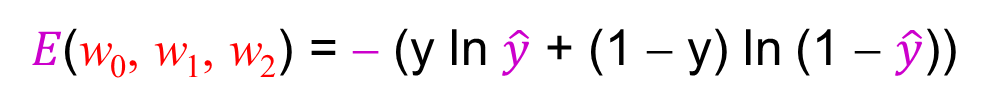 E(w₀, w₁, w₂) = – (y ln ŷ + (1 – y) ln (1 – ŷ))